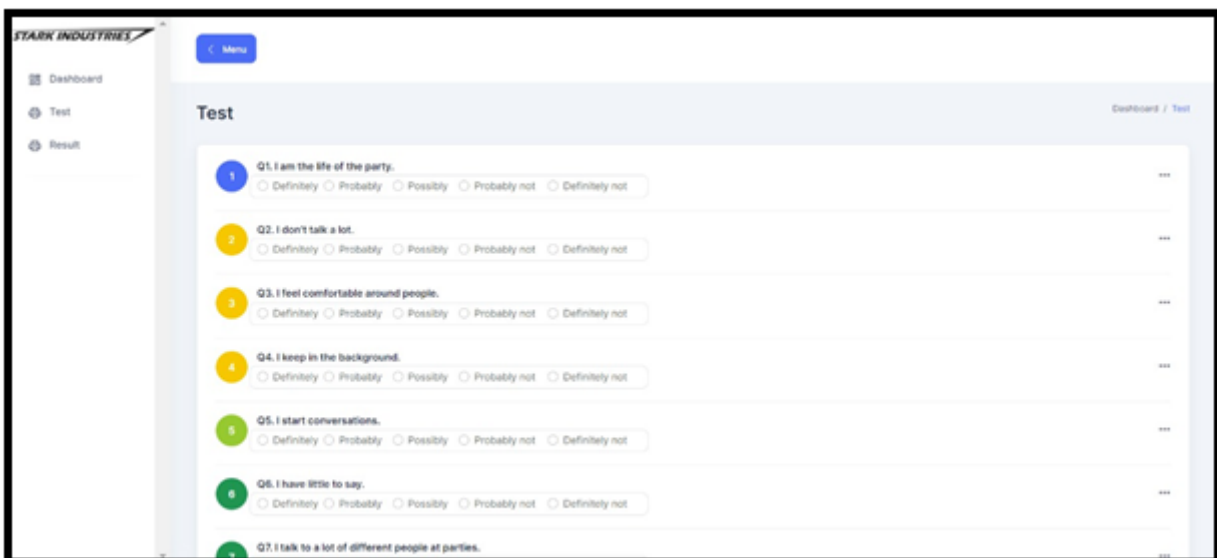 STARK INDUSTRIES
Menu
Dashboard
Test
Result
Test
Dashboard / Test
1
Q1. I am the life of the party.
Definitely Probably Possibly Probably not Definitely not
2
Q2. I don't talk a lot.
Definitely Probably Possibly Probably not Definitely not
3
Q3. I feel comfortable around people.
Definitely Probably Possibly Probably not Definitely not
4
Q4. I keep in the background.
Definitely Probably Possibly Probably not Definitely not
5
Q5. I start conversations.
Definitely Probably Possibly Probably not Definitely not
6
Q6. I have little to say.
Definitely Probably Possibly Probably not Definitely not
7
Q7. I talk to a lot of different people at parties.